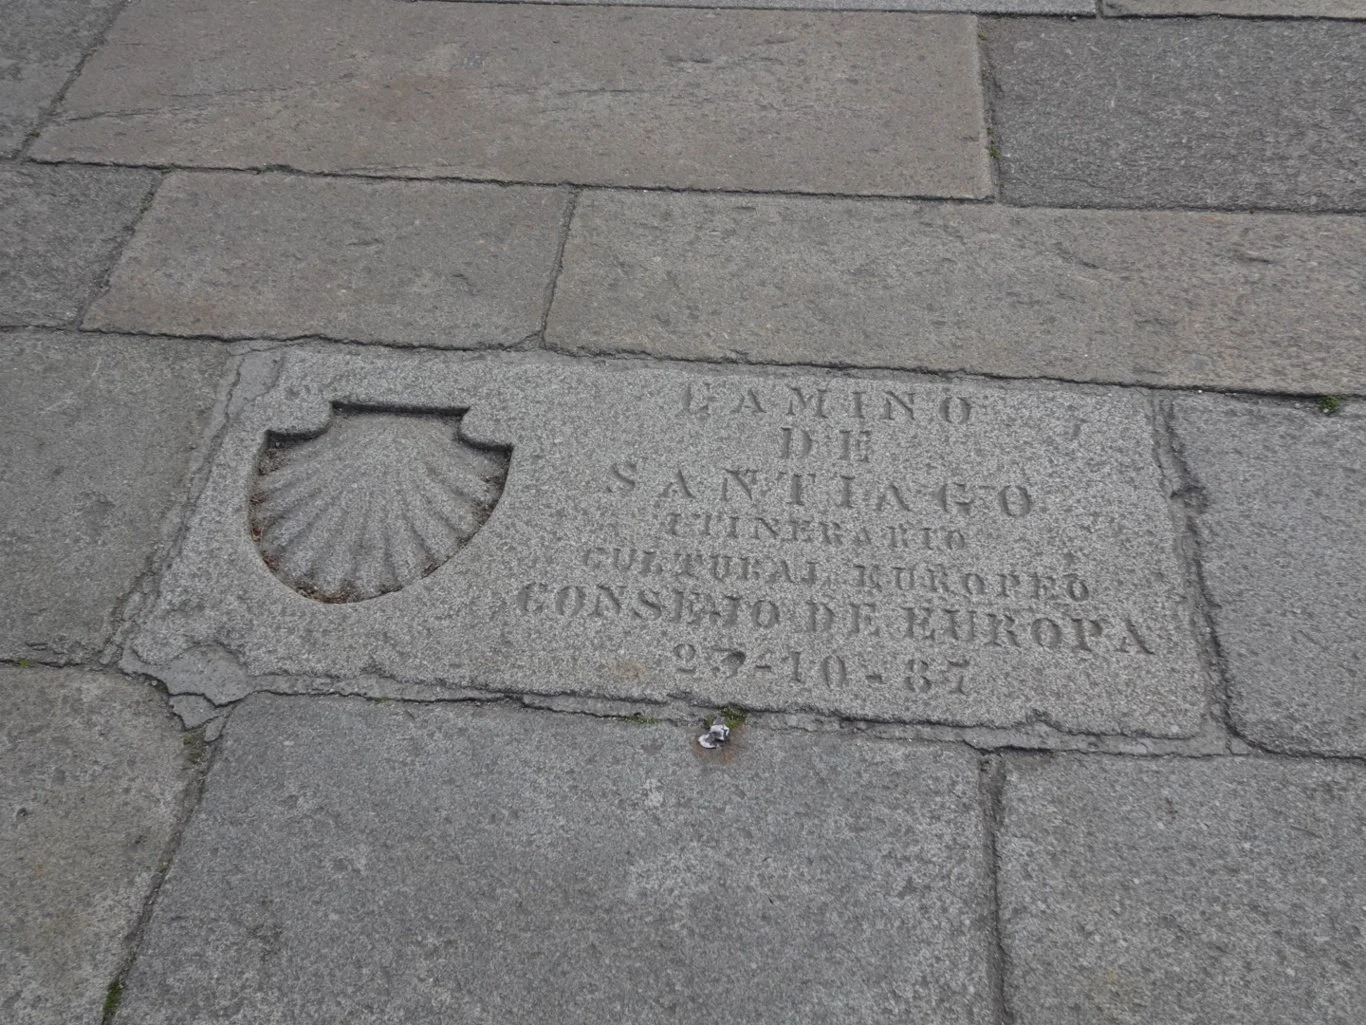 CAMINO
DE
SANTIAGO
ITINERARIO
CULTURAL EUROPEO
CONSEJO DE EUROPA
23-10-87